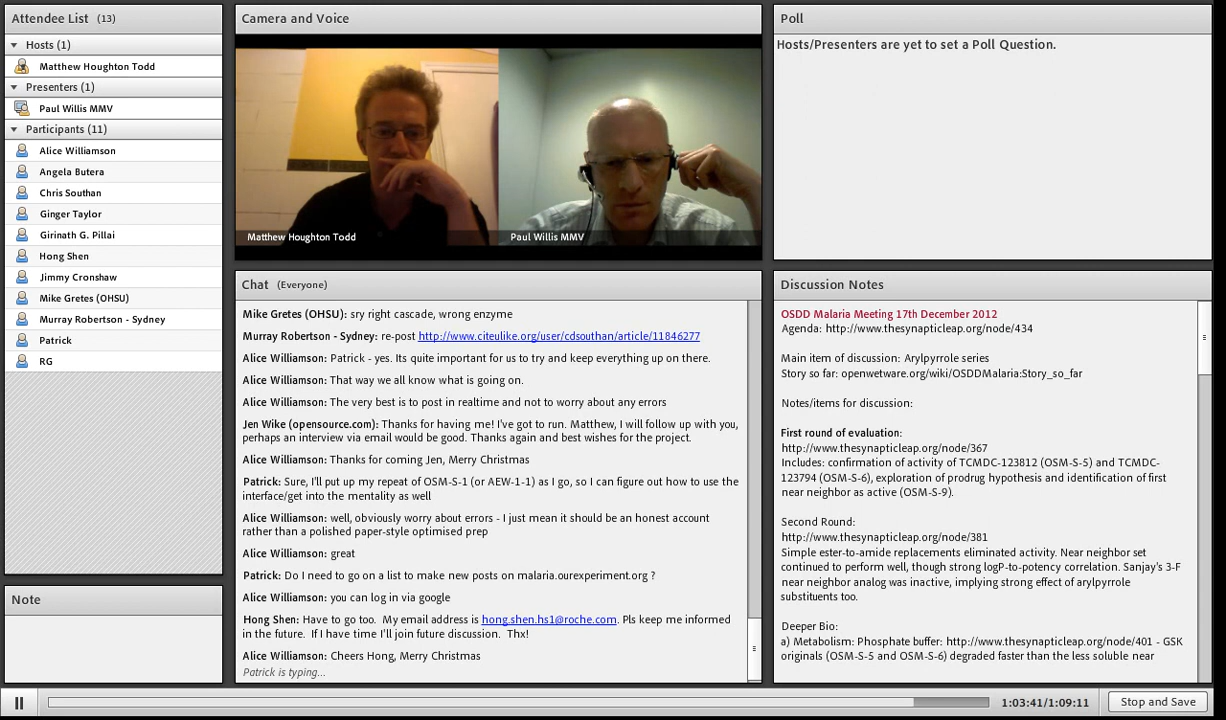 Attendee List (13)
Hosts (1)
Matthew Houghton Todd
Presenters (1)
Paul Willis MMV
Participants (11)
Alice Williamson
Angela Butera
Chris Southan
Ginger Taylor
Girinath G. Pillai
Hong Shen
Jimmy Cronshaw
Mike Gretes (OHSU)
Murray Robertson - Sydney
Patrick
RG
Note
Camera and Voice
Matthew Houghton Todd
Paul Willis MMV
Chat (Everyone)
Mike Gretes (OHSU): sry right cascade, wrong enzyme
Murray Robertson - Sydney: re-post http://www.citeulike.org/user/cdsouthan/article/11846277
Alice Williamson: Patrick - yes. Its quite important for us to try and keep everything up on there.
Alice Williamson: That way we all know what is going on.
Alice Williamson: The very best is to post in realtime and not to worry about any errors
Jen Wike (opensource.com): Thanks for having me! I've got to run. Matthew, I will follow up with you,
perhaps an interview via email would be good. Thanks again and best wishes for the project.
Alice Williamson: Thanks for coming Jen, Merry Christmas
Patrick: Sure, I'll put up my repeat of OSM-S-1 (or AEW-1-1) as I go, so I can figure out how to use the
interface/get into the mentality as well
Alice Williamson: well, obviously worry about errors - I just mean it should be an honest account
rather than a polished paper-style optimised prep
Alice Williamson: great
Patrick: Do I need to go on a list to make new posts on malaria.ourexperiment.org ?
Alice Williamson: you can log in via google
Hong Shen: Have to go too. My email address is hong.shen.hs1@roche.com. Pls keep me informed
in the future. If I have time I'll join future discussion. Thx!
Alice Williamson: Cheers Hong, Merry Christmas
Patrick is typing...
Poll
Hosts/Presenters are yet to set a Poll Question.
Discussion Notes
OSDD Malaria Meeting 17th December 2012
Agenda: http://www.thesynapticleap.org/node/434
Main item of discussion: Arylpyrrole series
Story so far: openwetware.org/wiki/OSDDMalaria:Story_so_far
Notes/items for discussion:
First round of evaluation:
http://www.thesynapticleap.org/node/367
Includes: confirmation of activity of TCMDC-123812 (OSM-S-5) and TCMDC-
123794 (OSM-S-6), exploration of prodrug hypothesis and identification of first
near neighbor as active (OSM-S-9).
Second Round:
http://www.thesynapticleap.org/node/381
Simple ester-to-amide replacements eliminated activity. Near neighbor set
continued to perform well, though strong logP-to-potency correlation. Sanjay's 3-F
near neighbor analog was inactive, implying strong effect of arylpyrrole
substituents too.
Deeper Bio:
a) Metabolism: Phosphate buffer: http://www.thesynapticleap.org/node/401 - GSK
originals (OSM-S-5 and OSM-S-6) degraded faster than the less soluble near
1:03:41/1:09:11
Stop and Save